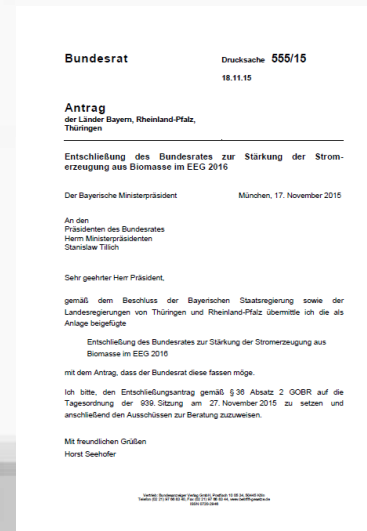 Bundesrat
Drucksache 555/15
18.11.15
Antrag
der Länder Bayern, Rheinland-Pfalz,
Thüringen
Entschließung des Bundesrates zur Stärkung der Strom-
erzeugung aus Biomasse im EEG 2016
Der Bayerische Ministerpräsident
München, 17. November 2015
An den
Präsidenten des Bundesrates
Herrn Ministerpräsidenten
Stanislaw Tillich
Sehr geehrter Herr Präsident,
gemäß dem Beschluss der Bayerischen Staatsregierung sowie der
Landesregierungen von Thüringen und Rheinland-Pfalz übermittle ich die als
Anlage beigefügte
Entschließung des Bundesrates zur Stärkung der Stromerzeugung aus
Biomasse im EEG 2016
mit dem Antrag, dass der Bundesrat diese fassen möge.
Ich bitte, den Entschließungsantrag gemäß § 36 Absatz 2 GOBR auf die
Tagesordnung der 939. Sitzung am 27. November 2015 zu setzen und
anschließend den Ausschüssen zur Beratung zuzuweisen.
Mit freundlichen Grüßen
Horst Seehofer